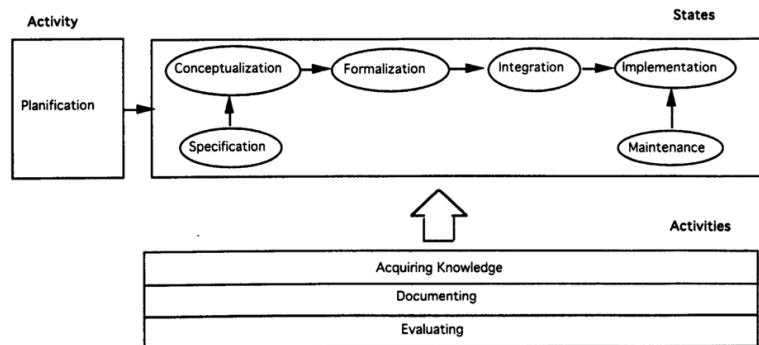 Activity
States
Planification
Conceptualization
Formalization
Integration
Implementation
Specification
Maintenance
Activities
Acquiring Knowledge
Documenting
Evaluating